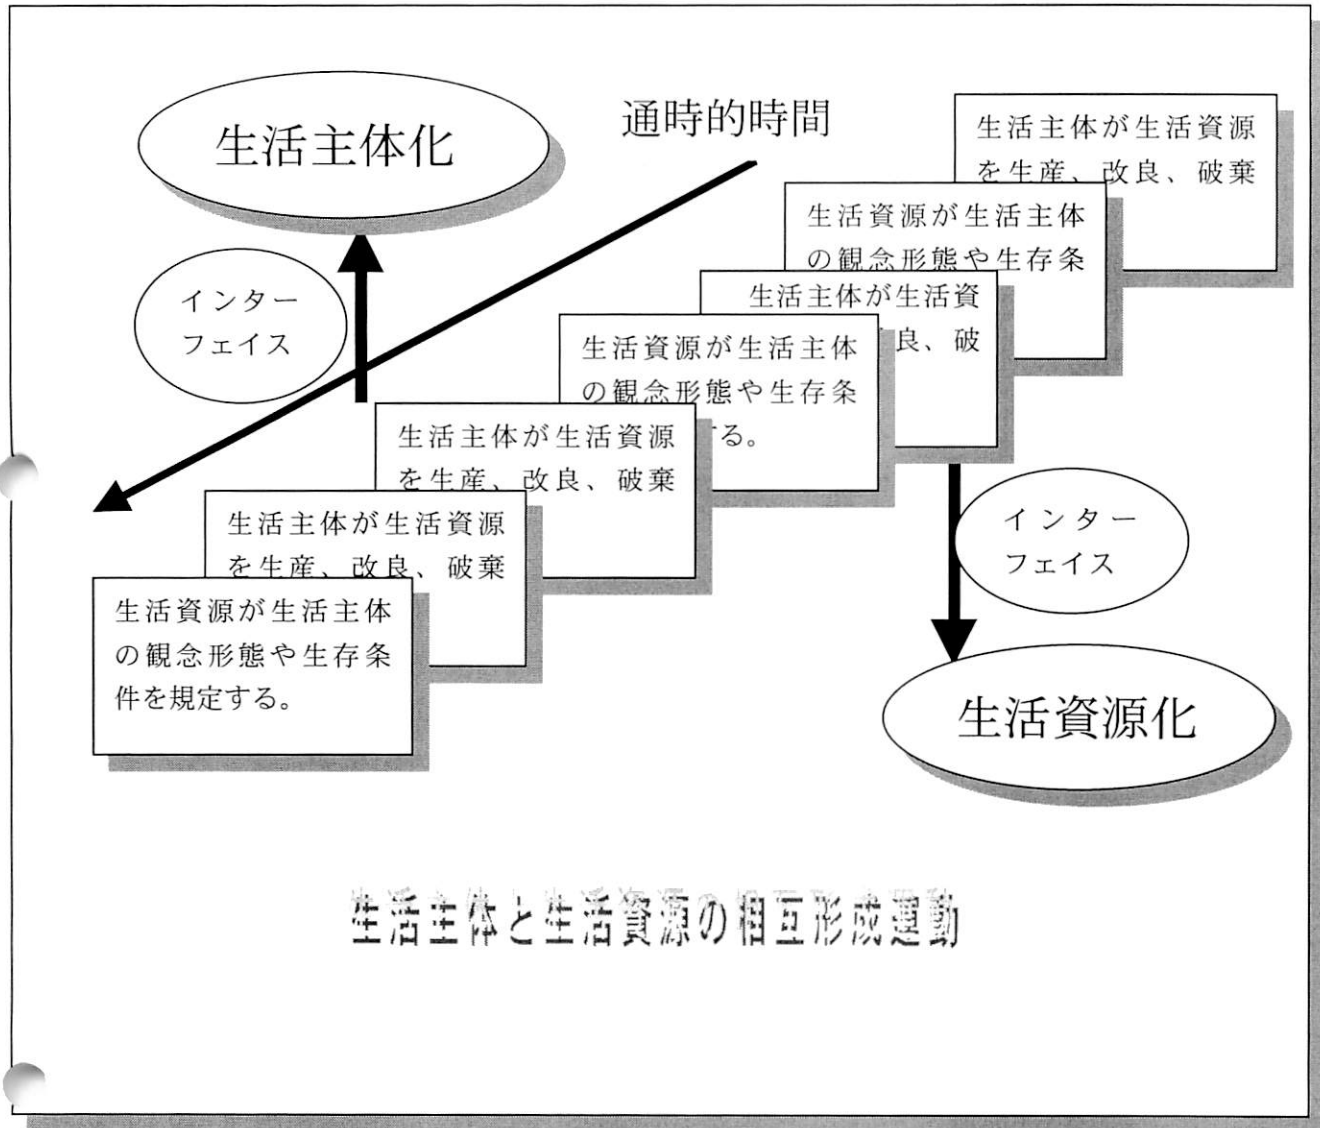 生活主体化
通時的時間
生活主体が生活資源
を生産、改良、破棄
生活資源が生活主体
の観念形態や生存条
インター
フェイス
生活主体が生活資
良、破
生活資源が生活主体
の観念形態や生存条
る。
生活主体が生活資源
を生産、改良、破棄
生活主体が生活資源
を生産、改良、破棄
生活資源が生活主体
の観念形態や生存条
件を規定する。
インター
フェイス
生活資源化
生活主体と生活資源の相互形成運動